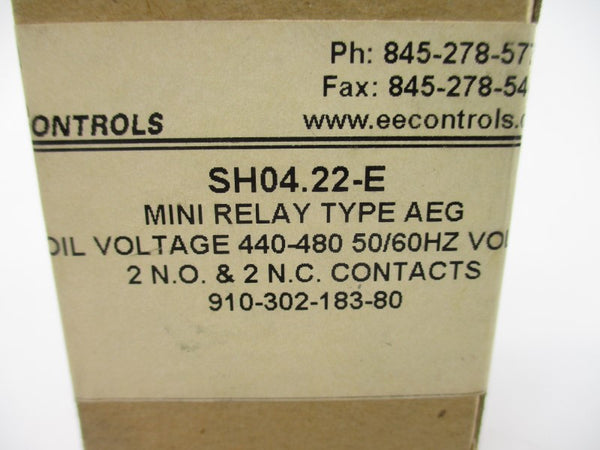 Ph: 845-278-57
Fax: 845-278-54
ONTROLS www.eecontrols.
SH04.22-E
MINI RELAY TYPE AEG
OIL VOLTAGE 440-480 50/60HZ VO
2 N.O. & 2 N.C. CONTACTS
910-302-183-80